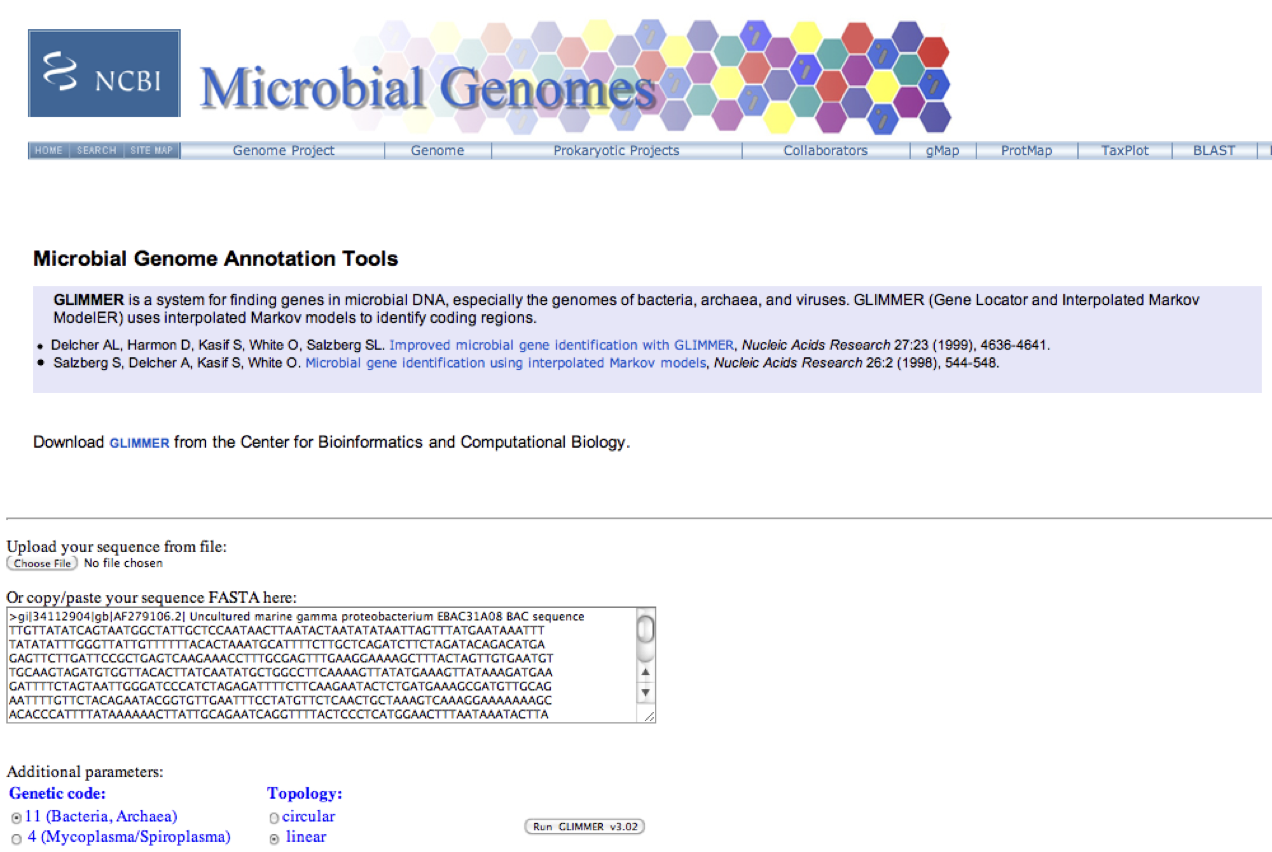 NCBI
Microbial Genomes
HOME SEARCH SITE MAP Genome Project Genome Prokaryotic Projects Collaborators gMap ProtMap TaxPlot BLAST
Microbial Genome Annotation Tools
GLIMMER is a system for finding genes in microbial DNA, especially the genomes of bacteria, archaea, and viruses. GLIMMER (Gene Locator and Interpolated Markov
ModelER) uses interpolated Markov models to identify coding regions.
• Delcher AL, Harmon D, Kasif S, White O, Salzberg SL. Improved microbial gene identification with GLIMMER, Nucleic Acids Research 27:23 (1999), 4636-4641.
• Salzberg S, Delcher A, Kasif S, White O. Microbial gene identification using interpolated Markov models, Nucleic Acids Research 26:2 (1998), 544-548.
Download GLIMMER from the Center for Bioinformatics and Computational Biology.
Upload your sequence from file:
Choose File No file chosen
Or copy/paste your sequence FASTA here:
>gi|34112904|gb|AF279106.2| Uncultured marine gamma proteobacterium EBAC31A08 BAC sequence
TTGTTATATCAGTAATGGCTATTGCTCCAATAACTTAATACTAATATATAATTAGTTTATGAATAAATTT
TATATATTTGGGTTATTGTTTTTTACACTAAATGCATTTTCTTGCTCAGATCTTCTAGATACAGACATGA
GAGTTCTTGATTCCGCTGAGTCAAGAAACCTTTGCGAGTTTGAAGGAAAAGCTTTACTAGTTGTGAATGT
TGCAAGTAGATGTGGTTACACTTATCAATATGCTGGCCTTCAAAAGTTATATGAAAGTTATAAAGATGAA
GATTTTCTAGTAATTGGGATCCCATCTAGAGATTTTCTTCAAGAATACTCTGATGAAAGCGATGTTGCAG
AATTTTGTTCTACAGAATACGGTGTTGAATTTCCTATGTTCTCAACTGCTAAAGTCAAAGGAAAAAAAGC
ACACCCATTTTATAAAAAACTTATTGCAGAATCAGGTTTTACTCCCTCATGGAACTTTAATAAATACTTA
Additional parameters:
Genetic code: Topology:
11 (Bacteria, Archaea) circular
Run GLIMMER v3.02
4 (Mycoplasma/Spiroplasma) linear